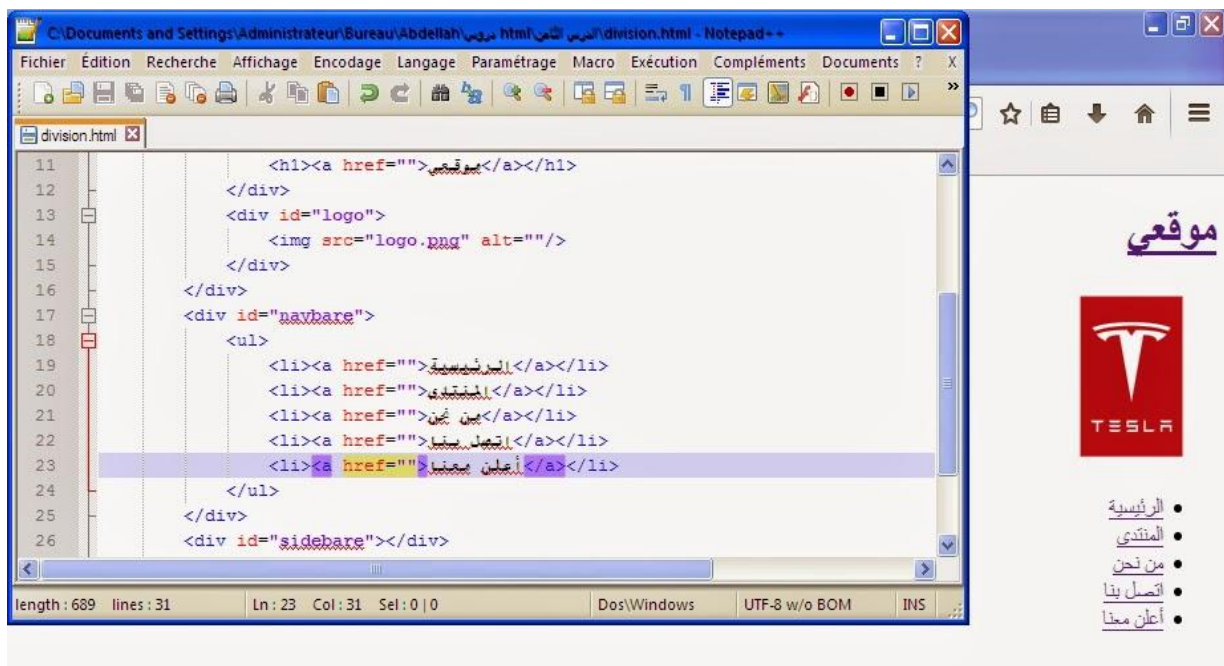 C:\Documents and Settings\Administrateur\Bureau\Abdellah\دروس html\الدرس الثامن\division.html - Notepad++
Fichier Édition Recherche Affichage Encodage Langage Paramétrage Macro Exécution Compléments Documents ? X
division.html
11 <h1><a href="">موقعي</a></h1>
12 </div>
13 <div id="logo">
14 <img src="logo.png" alt=""/>
15 </div>
16 </div>
17 <div id="navbare">
18 <ul>
19 <li><a href="">الرئيسية</a></li>
20 <li><a href="">المنتدى</a></li>
21 <li><a href="">من نحن</a></li>
22 <li><a href="">اتصل بنا</a></li>
23 <li><a href="">أعلن معنا</a></li>
24 </ul>
25 </div>
26 <div id="sidebare"></div>
length : 689 lines : 31 Ln : 23 Col : 31 Sel : 0 | 0 Dos\Windows UTF-8 w/o BOM INS
موقعي
TESLA
الرئيسية
المنتدى
من نحن
اتصل بنا
أعلن معنا